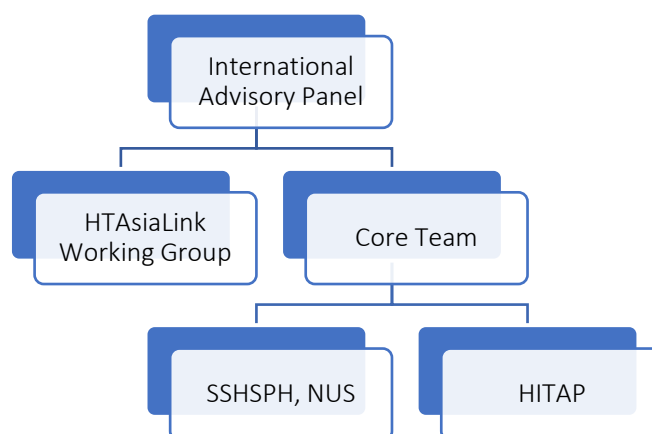 International
Advisory Panel
HTAsiaLink
Working Group
Core Team
SSHSPH, NUS
HITAP